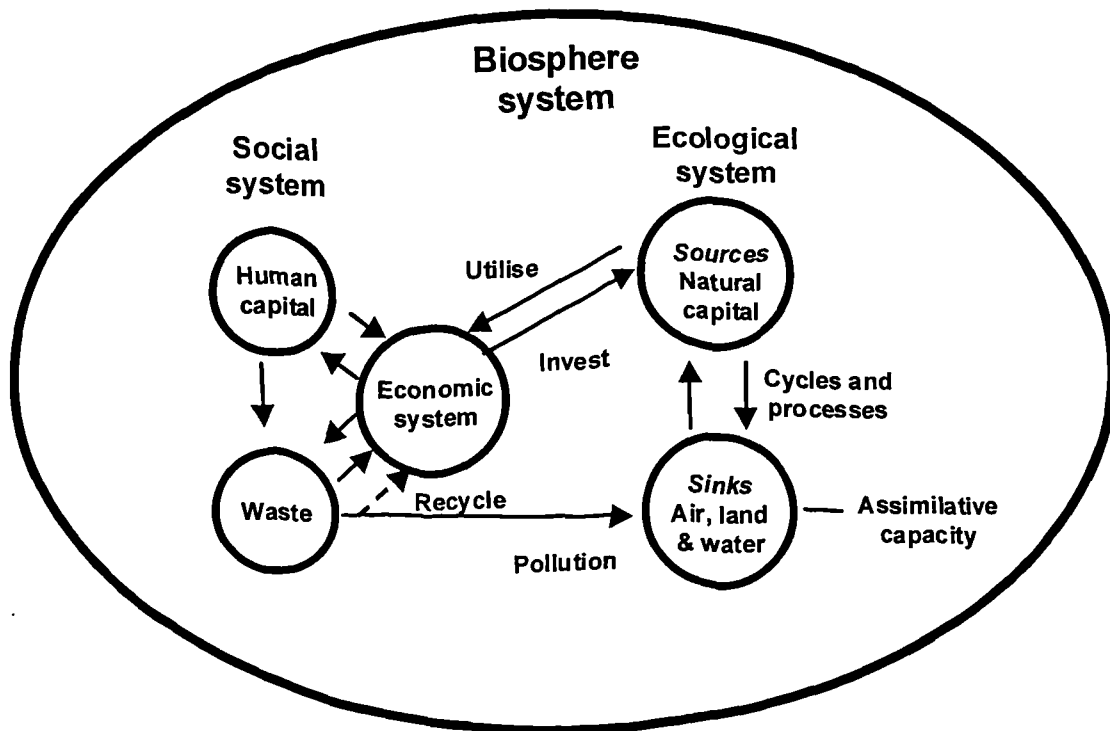 Biosphere
system
Social
system
Ecological
system
Human
capital
Utilise
Sources
Natural
capital
Invest
Economic
system
Cycles and
processes
Waste
Recycle
Sinks
Air, land
& water
Assimilative
capacity
Pollution